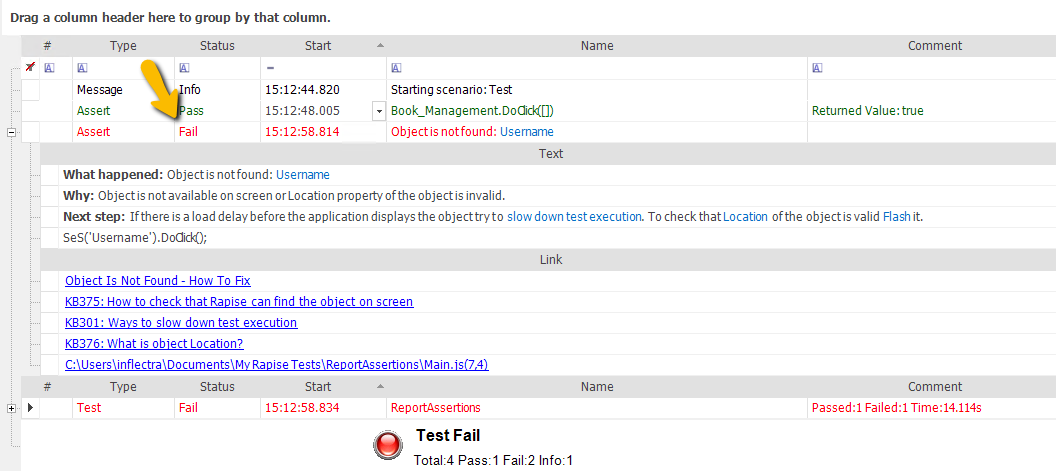 Drag a column header here to group by that column.
# Type Status Start Name Comment
Message Info 15:12:44.820 Starting scenario: Test
Assert Pass 15:12:48.005 Book_Management.DoClick([]) Returned Value: true
Assert Fail 15:12:58.814 Object is not found: Username
Text
What happened: Object is not found: Username
Why: Object is not available on screen or Location property of the object is invalid.
Next step: If there is a load delay before the application displays the object try to slow down test execution. To check that Location of the object is valid Flash it.
SeS('Username').DoClick();
Link
Object Is Not Found - How To Fix
KB375: How to check that Rapise can find the object on screen
KB301: Ways to slow down test execution
KB376: What is object Location?
C:\Users\inflectra\Documents\My Rapise Tests\ReportAssertions\Main.js(7,4)
# Type Status Start Name Comment
Test Fail 15:12:58.834 ReportAssertions Passed:1 Failed:1 Time:14.114s
Test Fail
Total:4 Pass:1 Fail:2 Info:1